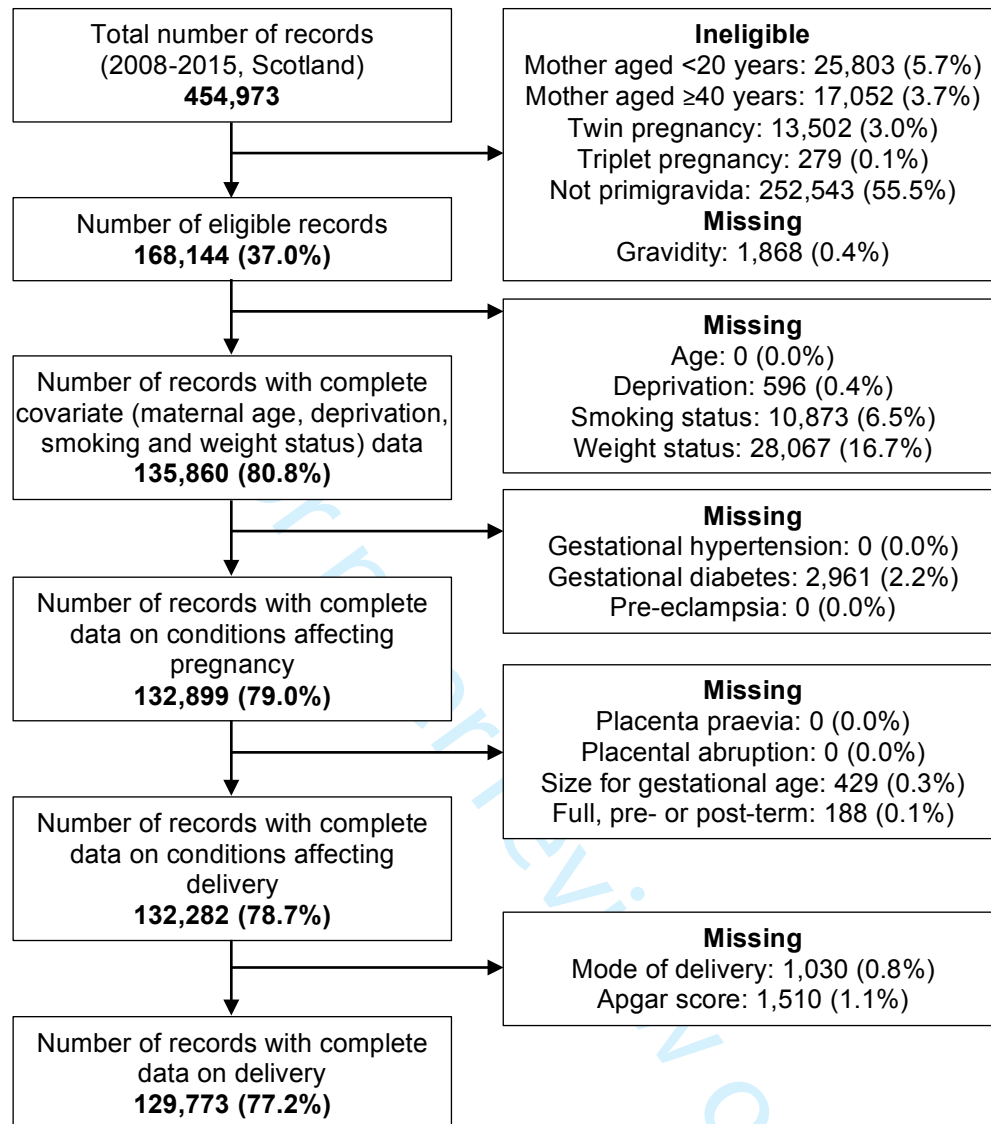 Total number of records
(2008-2015, Scotland)
454,973
Ineligible
Mother aged <20 years: 25,803 (5.7%)
Mother aged ≥40 years: 17,052 (3.7%)
Twin pregnancy: 13,502 (3.0%)
Triplet pregnancy: 279 (0.1%)
Not primigravida: 252,543 (55.5%)
Missing
Gravidity: 1,868 (0.4%)
Number of eligible records
168,144 (37.0%)
Missing
Age: 0 (0.0%)
Deprivation: 596 (0.4%)
Smoking status: 10,873 (6.5%)
Weight status: 28,067 (16.7%)
Number of records with complete
covariate (maternal age, deprivation,
smoking and weight status) data
135,860 (80.8%)
Missing
Gestational hypertension: 0 (0.0%)
Gestational diabetes: 2,961 (2.2%)
Pre-eclampsia: 0 (0.0%)
Number of records with complete
data on conditions affecting
pregnancy
132,899 (79.0%)
Missing
Placenta praevia: 0 (0.0%)
Placental abruption: 0 (0.0%)
Size for gestational age: 429 (0.3%)
Full, pre- or post-term: 188 (0.1%)
Number of records with complete
data on conditions affecting
delivery
132,282 (78.7%)
Missing
Mode of delivery: 1,030 (0.8%)
Apgar score: 1,510 (1.1%)
Number of records with complete
data on delivery
129,773 (77.2%)